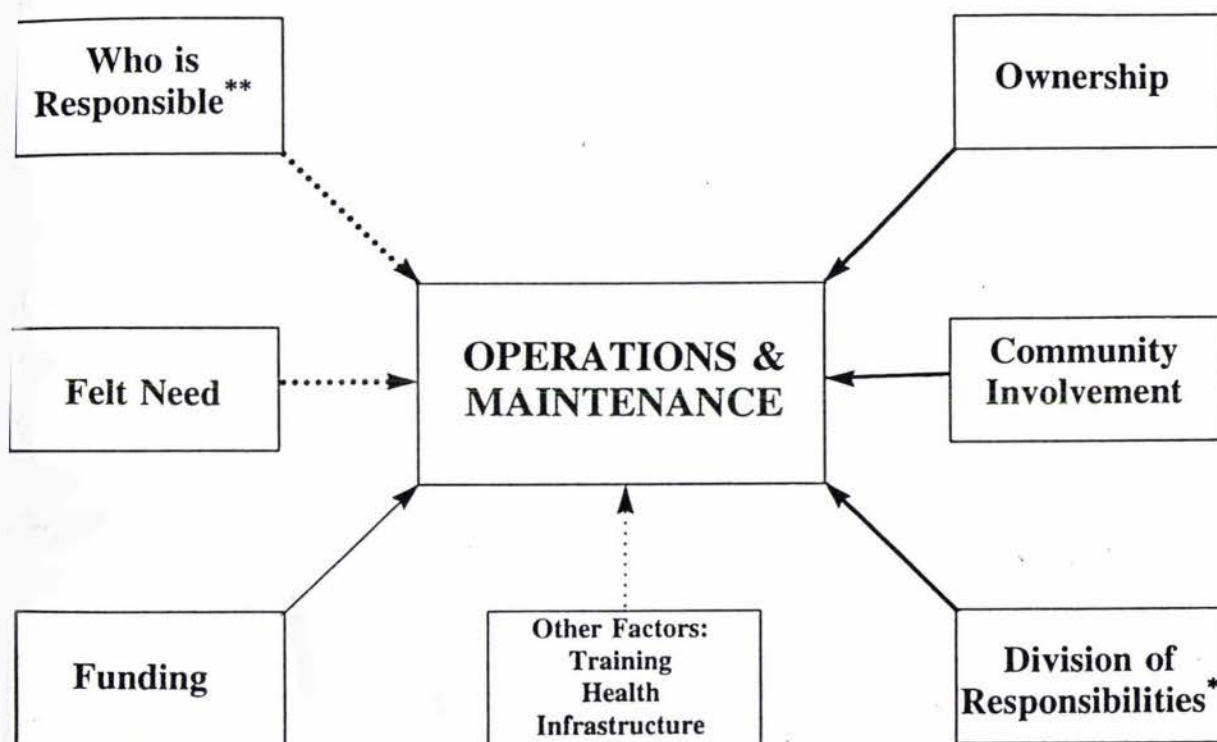 Who is
Responsible**
Ownership
Felt Need
OPERATIONS &
MAINTENANCE
Community
Involvement
Funding
Other Factors:
Training
Health
Infrastructure
Division of
Responsibilities*